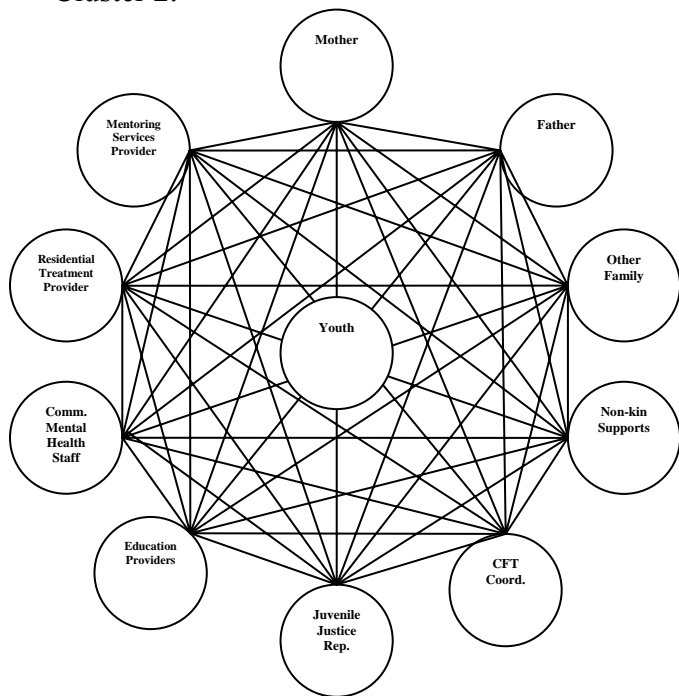 Cluster 2:
Mother
Mentoring
Services
Provider
Father
Residential
Treatment
Provider
Other
Family
Youth
Comm.
Mental
Health
Staff
Non-kin
Supports
Education
Providers
CFT
Coord.
Juvenile
Justice
Rep.